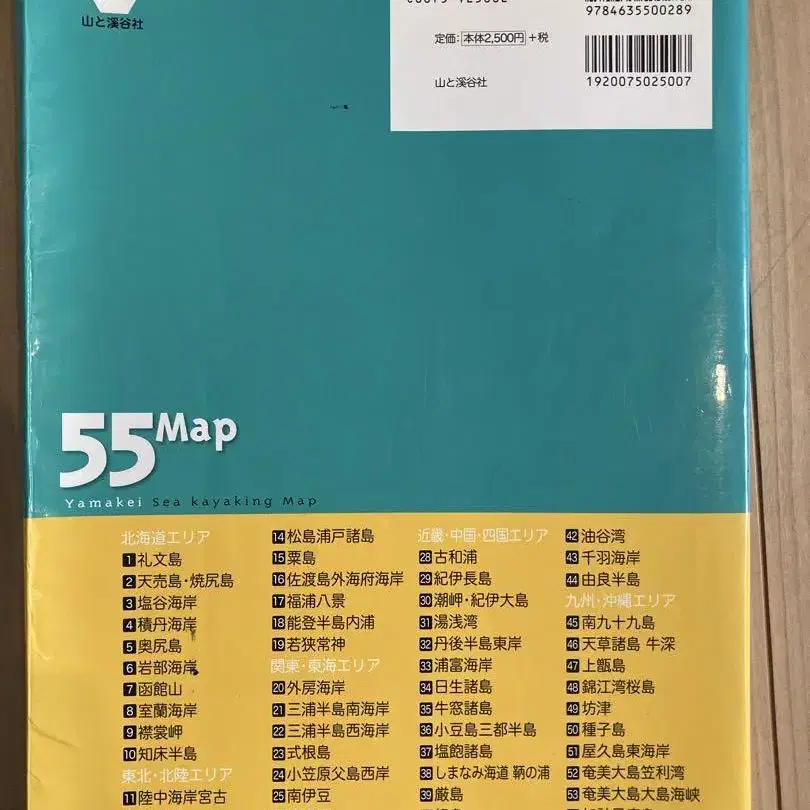 山と溪谷社
9784635500289
定価：本体2,500円＋税
1920075025007
山と溪谷社
55Map
Yamakei Sea kayaking Map
北海道エリア
1 礼文島
2 天売島・焼尻島
3 塩谷海岸
4 積丹海岸
5 奥尻島
6 岩部海岸
7 函館山
8 室蘭海岸
9 襟裳岬
10 知床半島
東北・北陸エリア
11 陸中海岸宮古
14 松島浦戸諸島
15 粟島
16 佐渡島外海府海岸
17 福浦八景
18 能登半島内浦
19 若狭常神
関東・東海エリア
20 外房海岸
21 三浦半島南海岸
22 三浦半島西海岸
23 式根島
24 小笠原父島西岸
25 南伊豆
近畿・中国・四国エリア
28 古和浦
29 紀伊長島
30 潮岬・紀伊大島
31 湯浅湾
32 丹後半島東岸
33 浦富海岸
34 日生諸島
35 牛窓諸島
36 小豆島三都半島
37 塩飽諸島
38 しまなみ海道 鞆の浦
39 厳島
42 油谷湾
43 千羽海岸
44 由良半島
九州・沖縄エリア
45 南九十九島
46 天草諸島 牛深
47 上甑島
48 錦江湾桜島
49 坊津
50 種子島
51 屋久島東海岸
52 奄美大島笠利湾
53 奄美大島大島海峡